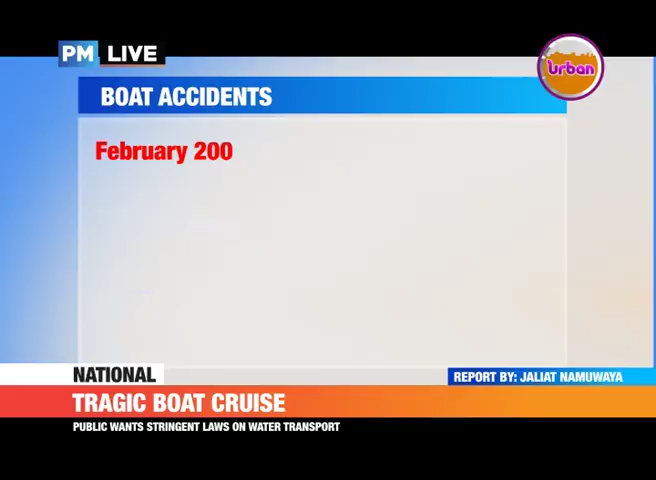 PM LIVE
Urban
BOAT ACCIDENTS
February 200
NATIONAL
REPORT BY: JALIAT NAMUWAYA
TRAGIC BOAT CRUISE
PUBLIC WANTS STRINGENT LAWS ON WATER TRANSPORT